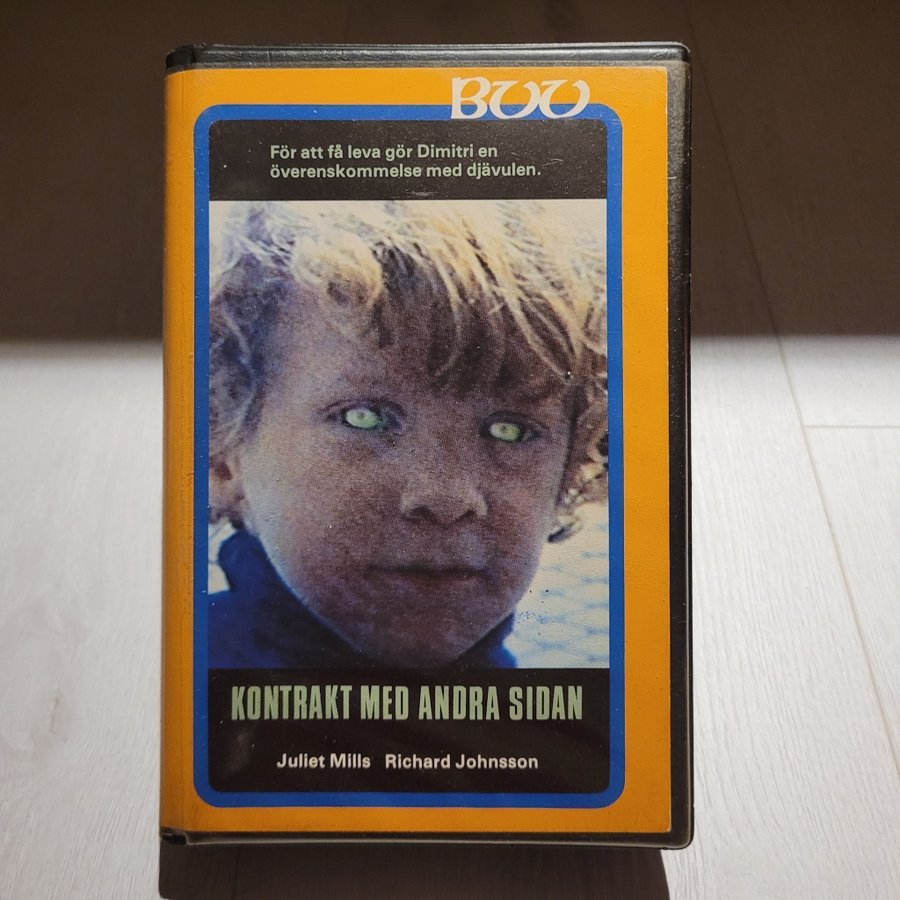 BVV
För att få leva gör Dimitri en
överenskommelse med djävulen.
KONTRAKT MED ANDRA SIDAN
Juliet Mills Richard Johnsson